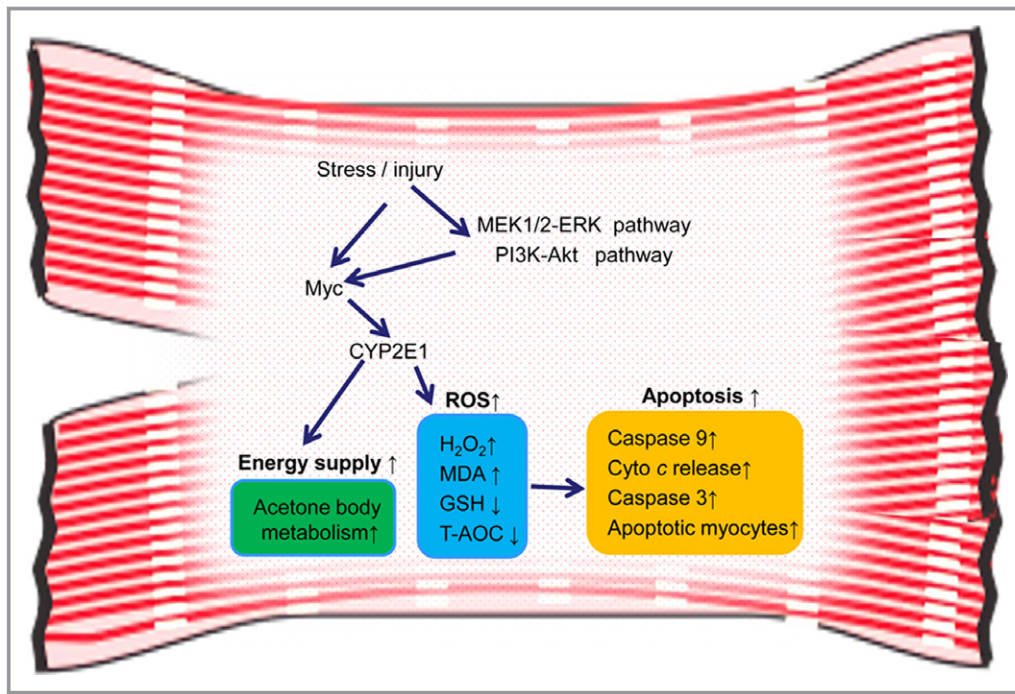 Stress / injury
MEK1/2-ERK pathway
PI3K-Akt pathway
Myc
CYP2E1
Energy supply ↑
Acetone body
metabolism↑
ROS↑
H₂O₂↑
MDA ↑
GSH ↓
T-AOC ↓
Apoptosis ↑
Caspase 9↑
Cyto c release↑
Caspase 3↑
Apoptotic myocytes↑